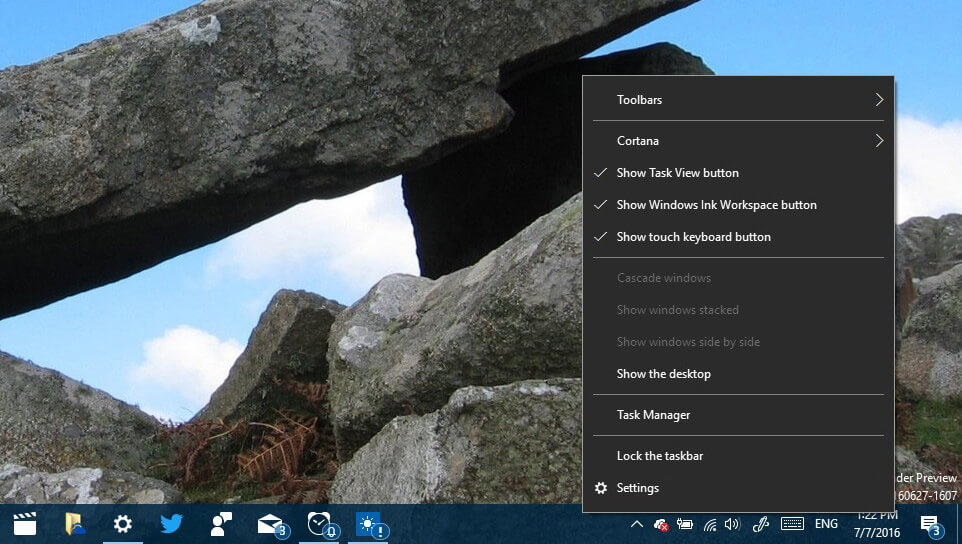 Toolbars
Cortana
Show Task View button
Show Windows Ink Workspace button
Show touch keyboard button
Cascade windows
Show windows stacked
Show windows side by side
Show the desktop
Task Manager
Lock the taskbar
Settings
der Preview
160627-1607
3
ENG
1:22 PM
7/7/2016
3